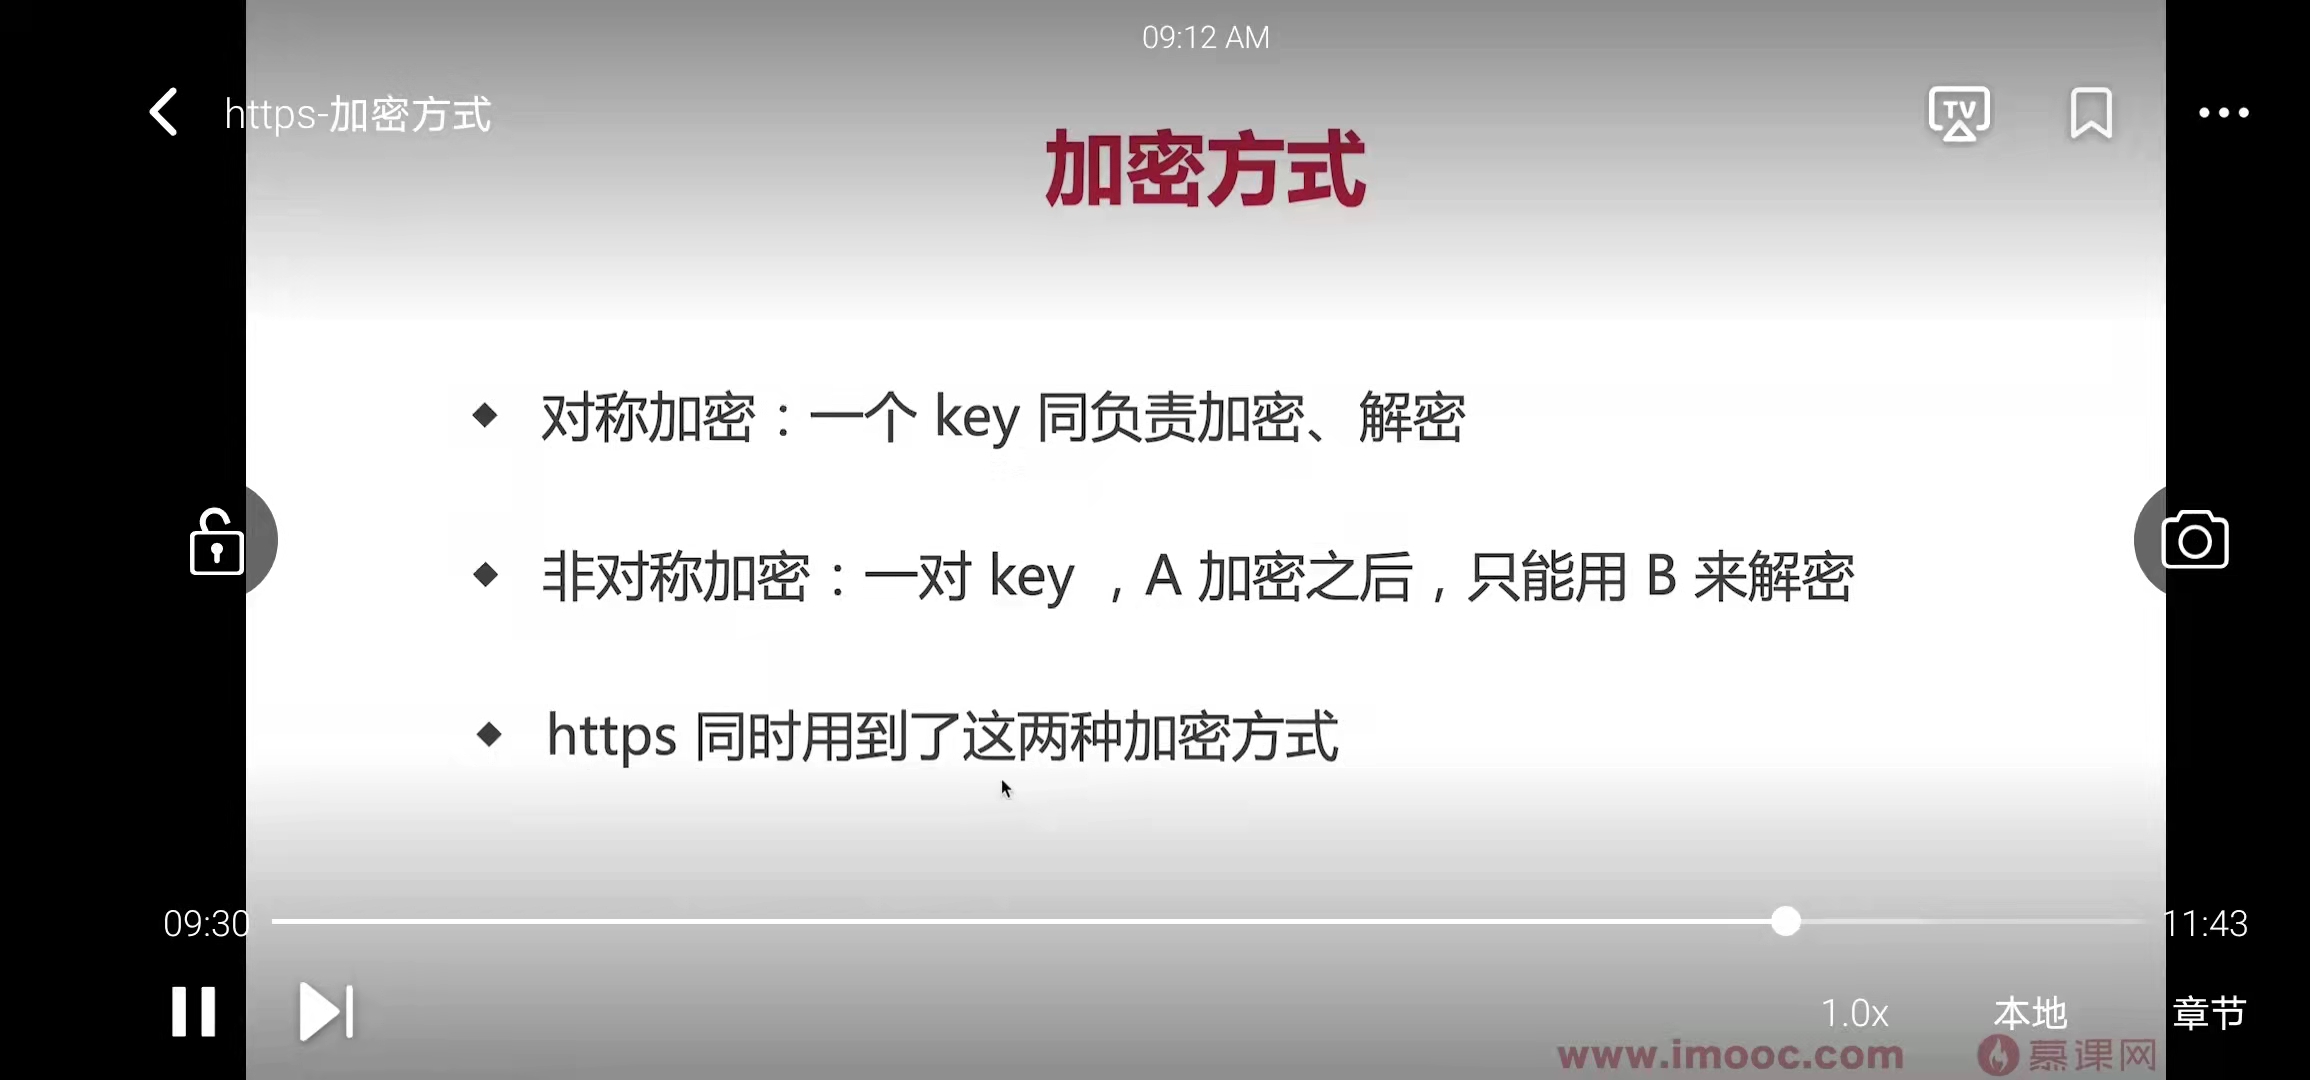 09:12 AM
https-加密方式
TV
加密方式
◆ 对称加密：一个 key 同负责加密、解密
◆ 非对称加密：一对 key ，A 加密之后，只能用 B 来解密
◆ https 同时用到了这两种加密方式
09:30
11:43
1.0x
本地
章节
www.imooc.com
慕课网